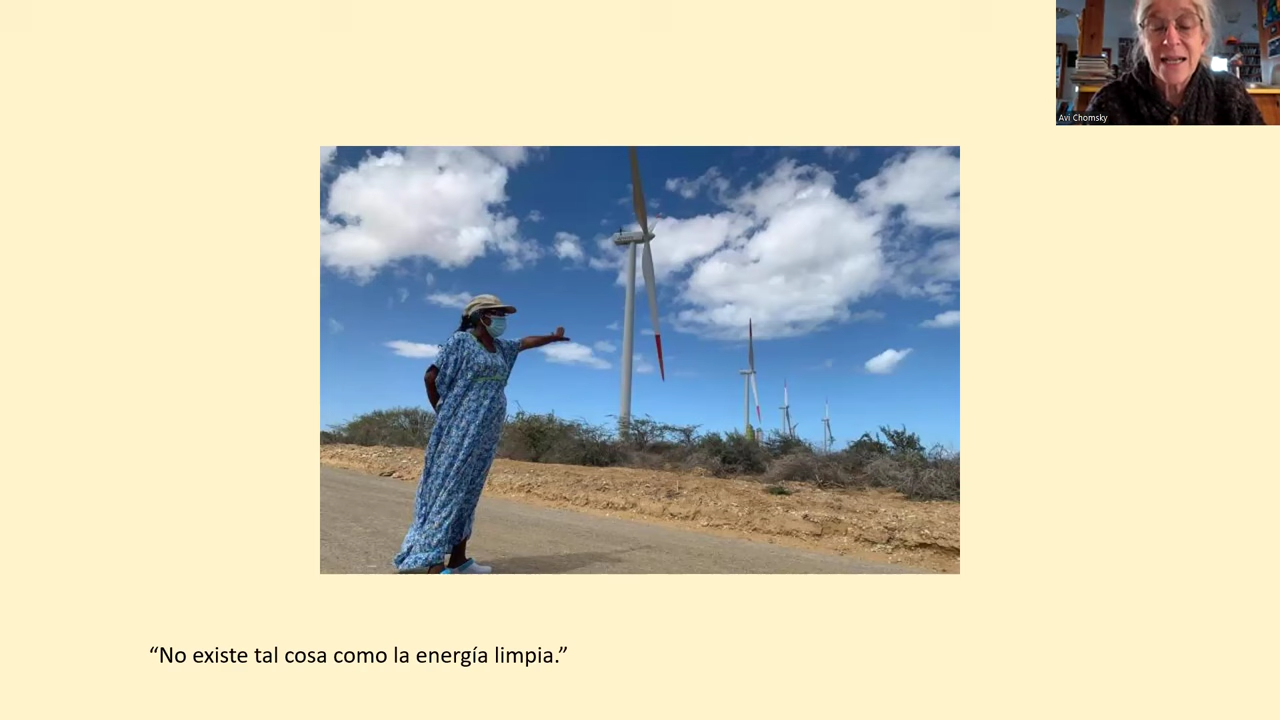 Avi Chomsky
“No existe tal cosa como la energía limpia.”